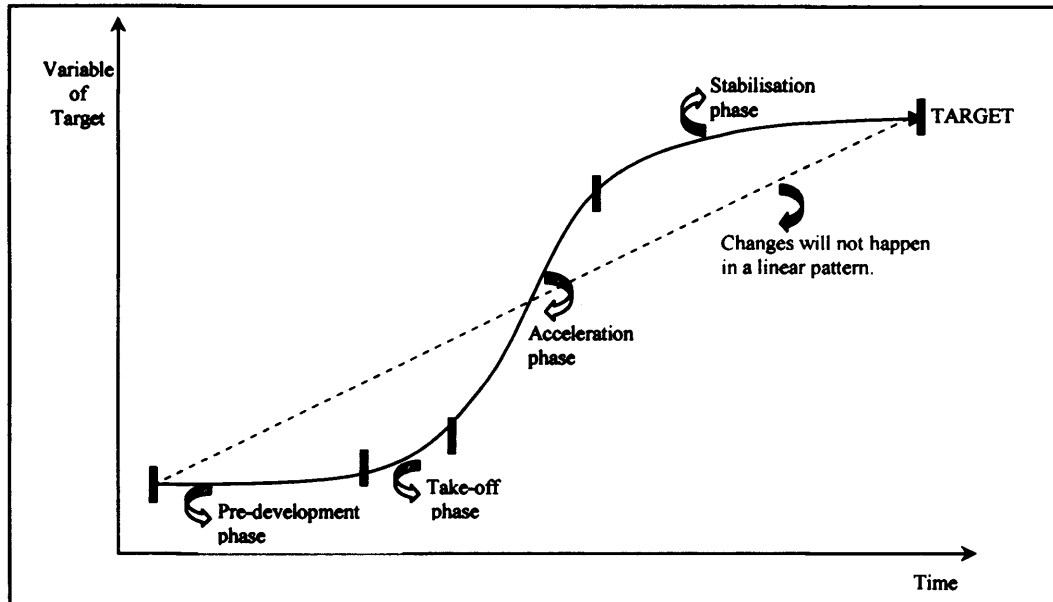 Variable
of
Target
Stabilisation
phase
TARGET
Changes will not happen
in a linear pattern.
Acceleration
phase
Take-off
phase
Pre-development
phase
Time